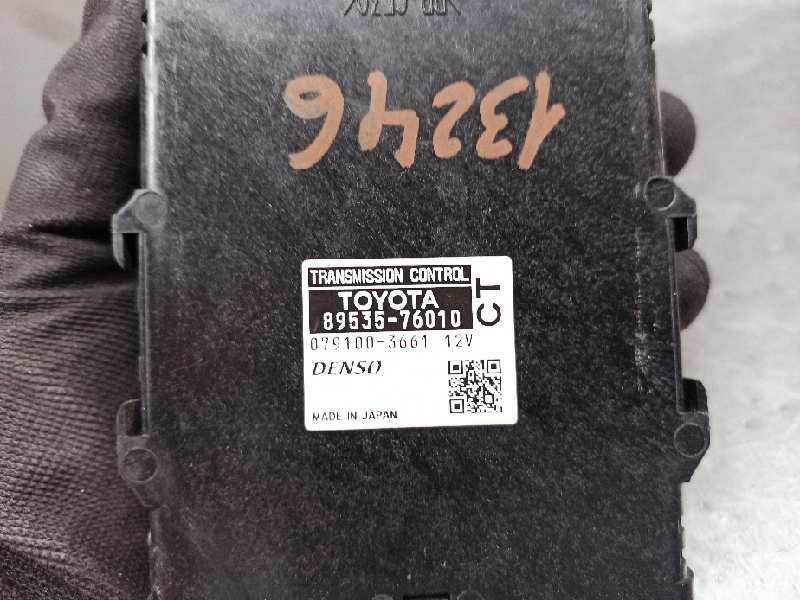 13246
TRANSMISSION CONTROL
TOYOTA
89535-76010
CT
079100-3661 12V
DENSO
MADE IN JAPAN